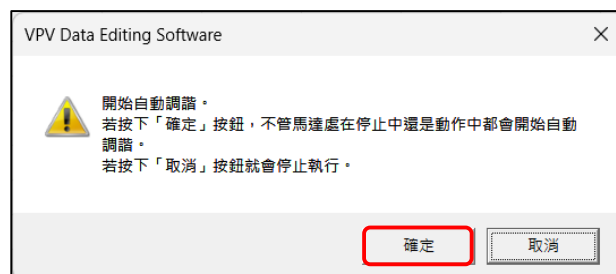 VPV Data Editing Software
開始自動調諧。
若按下「確定」按鈕，不管馬達處在停止中還是動作中都會開始自動
調諧。
若按下「取消」按鈕就會停止執行。
確定
取消